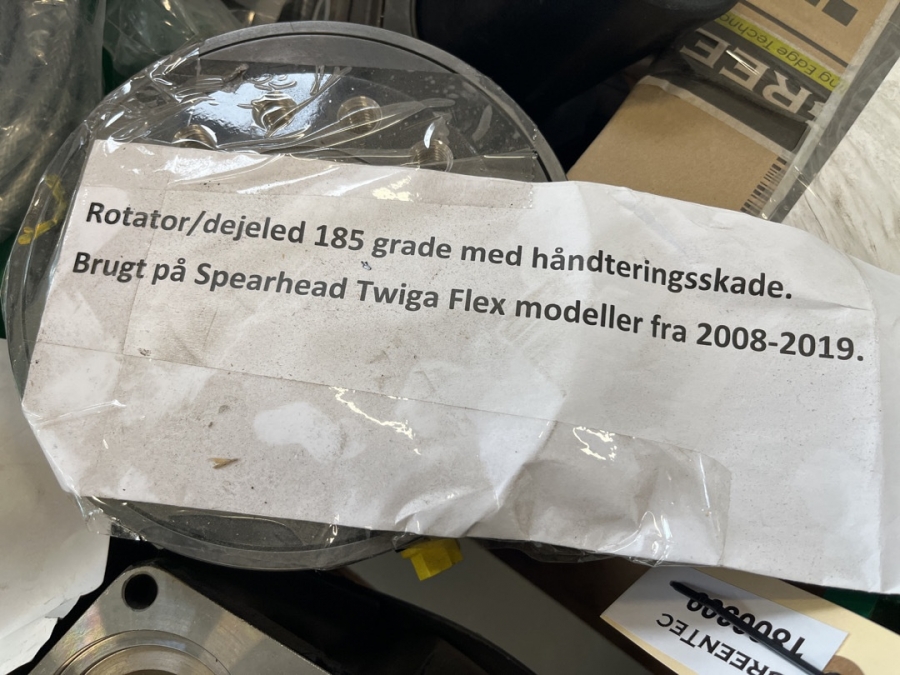 Rotator/dejeled 185 grade med håndteringsskade.
Brugt på Spearhead Twiga Flex modeller fra 2008-2019.